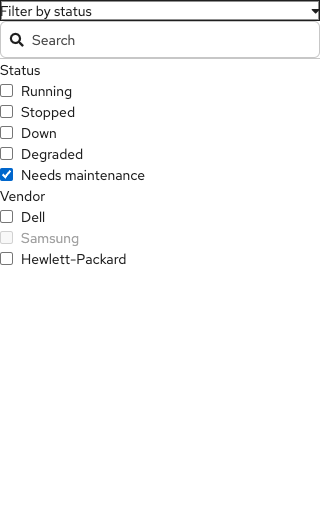 Filter by status
Search
Status
Running
Stopped
Down
Degraded
Needs maintenance
Vendor
Dell
Samsung
Hewlett-Packard